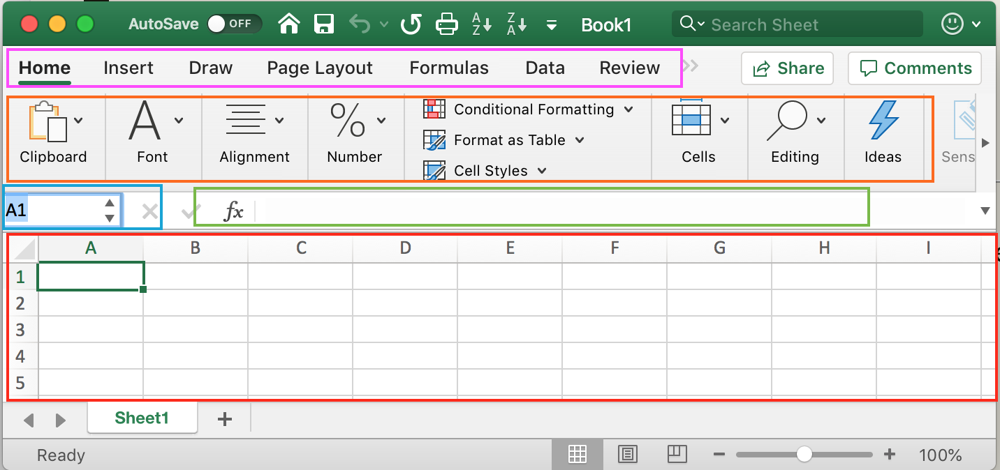 AutoSave OFF A Z Z A Book1 Search Sheet
Home Insert Draw Page Layout Formulas Data Review Share Comments
Conditional Formatting
Format as Table
Cell Styles
Clipboard Font Alignment Number Cells Editing Ideas Sens
A1 fx
A B C D E F G H I
1
2
3
4
5
Sheet1
Ready 100%